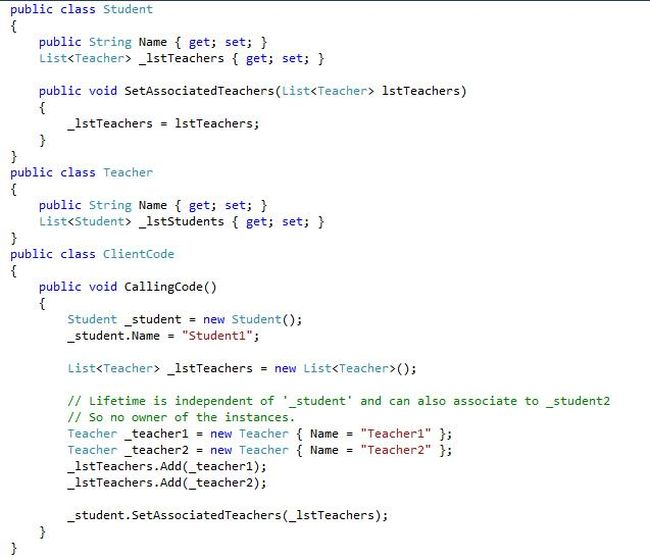 public class Student
{
    public String Name { get; set; }
    List<Teacher> _lstTeachers { get; set; }

    public void SetAssociatedTeachers(List<Teacher> lstTeachers)
    {
        _lstTeachers = lstTeachers;
    }
}
public class Teacher
{
    public String Name { get; set; }
    List<Student> _lstStudents { get; set; }
}
public class ClientCode
{
    public void CallingCode()
    {
        Student _student = new Student();
        _student.Name = "Student1";

        List<Teacher> _lstTeachers = new List<Teacher>();

        // Lifetime is independent of '_student' and can also associate to _student2
        // So no owner of the instances.
        Teacher _teacher1 = new Teacher { Name = "Teacher1" };
        Teacher _teacher2 = new Teacher { Name = "Teacher2" };
        _lstTeachers.Add(_teacher1);
        _lstTeachers.Add(_teacher2);

        _student.SetAssociatedTeachers(_lstTeachers);
    }
}